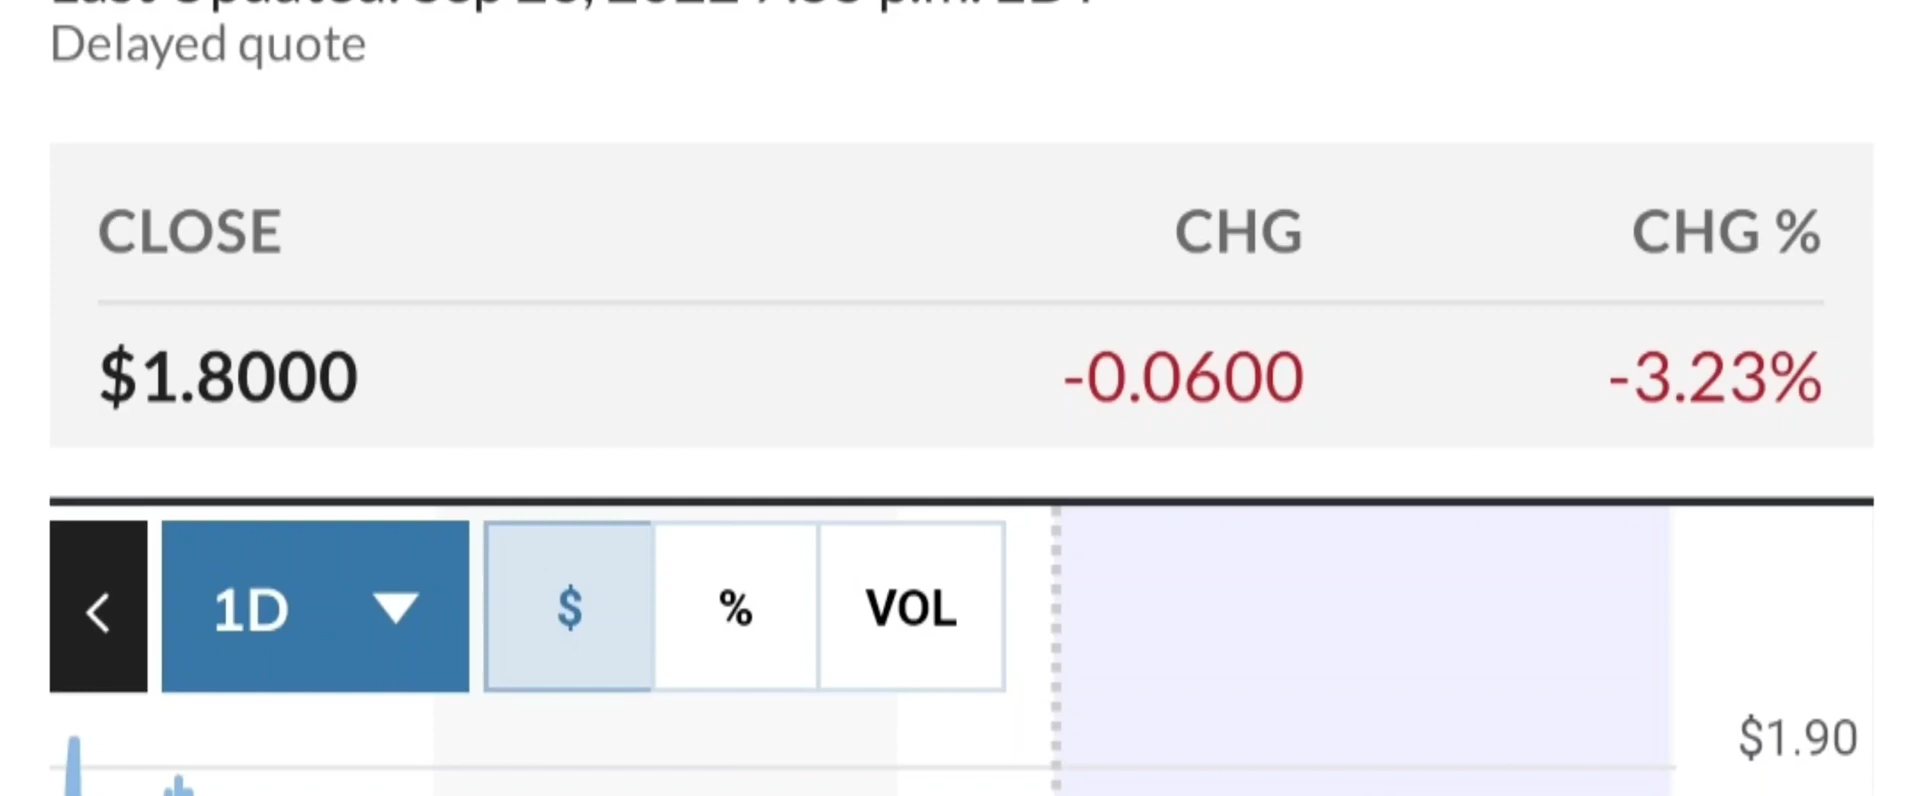 Delayed quote
CLOSE CHG CHG %
$1.8000 -0.0600 -3.23%
1D $ % VOL
$1.90